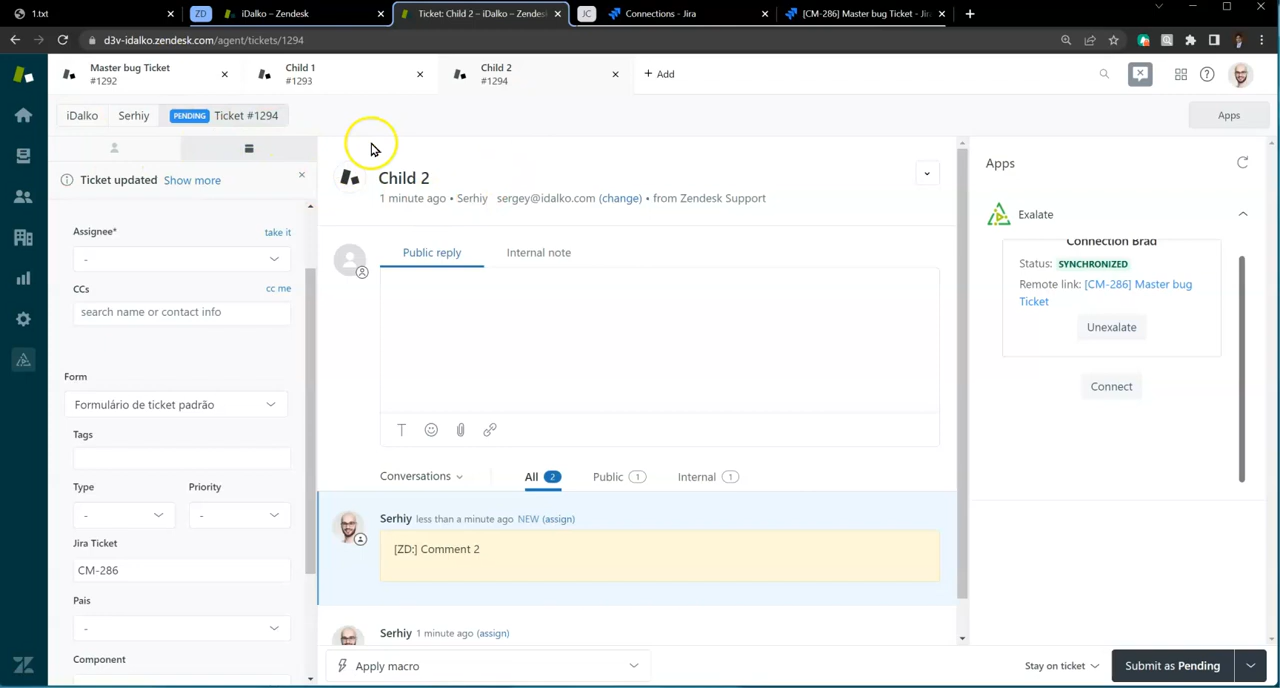 1.txt
ZD
iDalko – Zendesk
Ticket: Child 2 – iDalko – Zendes
JC
Connections - Jira
[CM-286] Master bug Ticket - Jira
d3v-idalko.zendesk.com/agent/tickets/1294
Master bug Ticket
#1292
Child 1
#1293
Child 2
#1294
+ Add
iDalko
Serhiy
PENDING
Ticket #1294
Apps
Ticket updated
Show more
Assignee*
take it
-
CCs
cc me
search name or contact info
Form
Formulário de ticket padrão
Tags
Type
Priority
-
-
Jira Ticket
CM-286
Pais
-
Component
Child 2
1 minute ago • Serhiy sergey@idalko.com (change) • from Zendesk Support
Public reply
Internal note
Conversations
All 2
Public 1
Internal 1
Serhiy less than a minute ago NEW (assign)
[ZD:] Comment 2
Serhiy 1 minute ago (assign)
Apply macro
Stay on ticket
Submit as Pending
Apps
Exalate
Connection Brad
Status: SYNCHRONIZED
Remote link: [CM-286] Master bug
Ticket
Unexalate
Connect